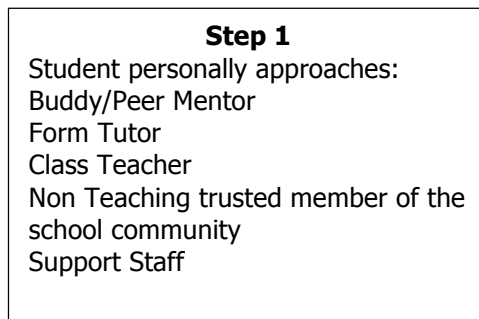 Step 1
Student personally approaches:
Buddy/Peer Mentor
Form Tutor
Class Teacher
Non Teaching trusted member of the
school community
Support Staff